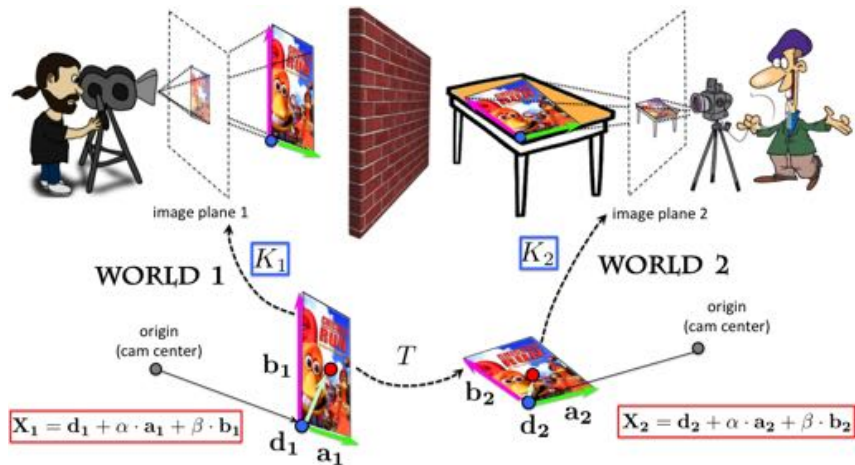 image plane 1
image plane 2
K₁
K₂
WORLD 1
WORLD 2
origin
(cam center)
origin
(cam center)
b₁
T
b₂
d₁
a₁
d₂
a₂
X₁ = d₁ + α · a₁ + β · b₁
X₂ = d₂ + α · a₂ + β · b₂